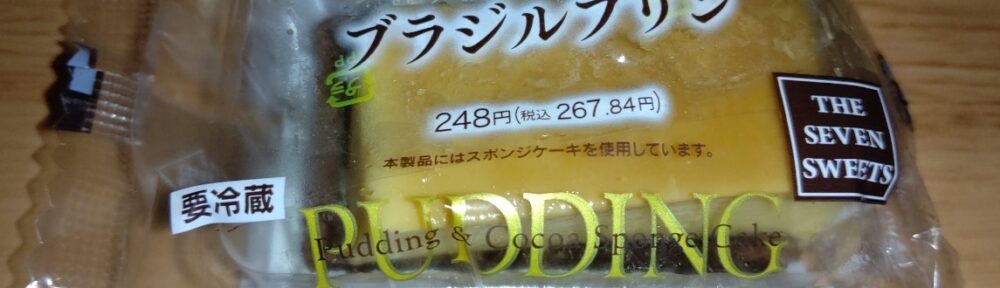 ブラジルプリン
248円(税込 267.84円)
本製品にはスポンジケーキを使用しています。
THE
SEVEN
SWEETS
要冷蔵
PUDDING
Pudding & Cocoa Sponge Cake